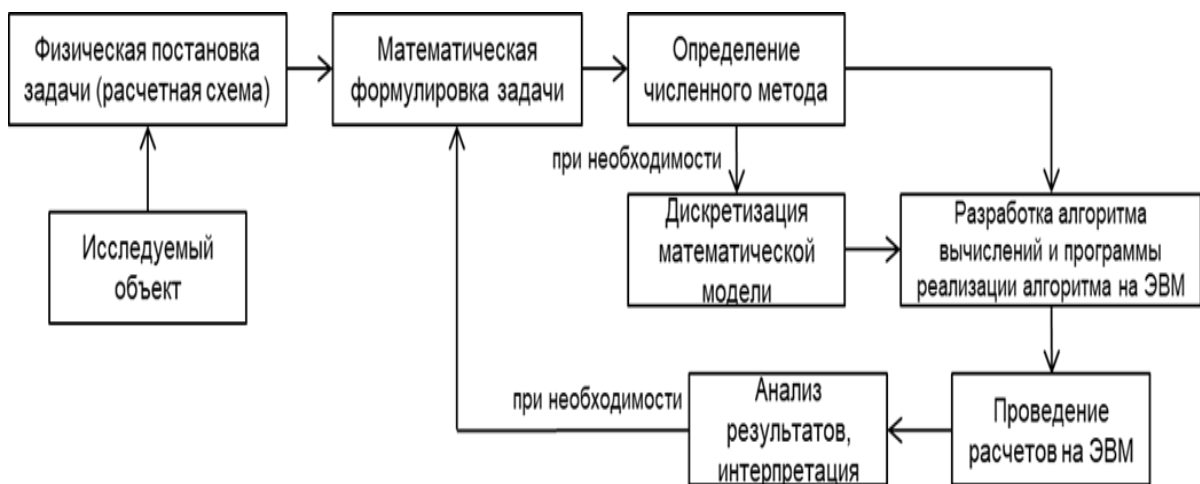 Физическая постановка
задачи (расчетная схема)
Математическая
формулировка задачи
Определение
численного метода
при необходимости
Исследуемый
объект
Дискретизация
математической
модели
Разработка алгоритма
вычислений и программы
реализации алгоритма на ЭВМ
при необходимости
Анализ
результатов,
интерпретация
Проведение
расчетов на ЭВМ